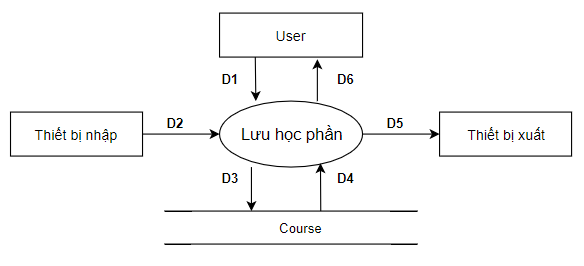 User
D1
D6
Thiết bị nhập
D2
Lưu học phần
D5
Thiết bị xuất
D3
D4
Course